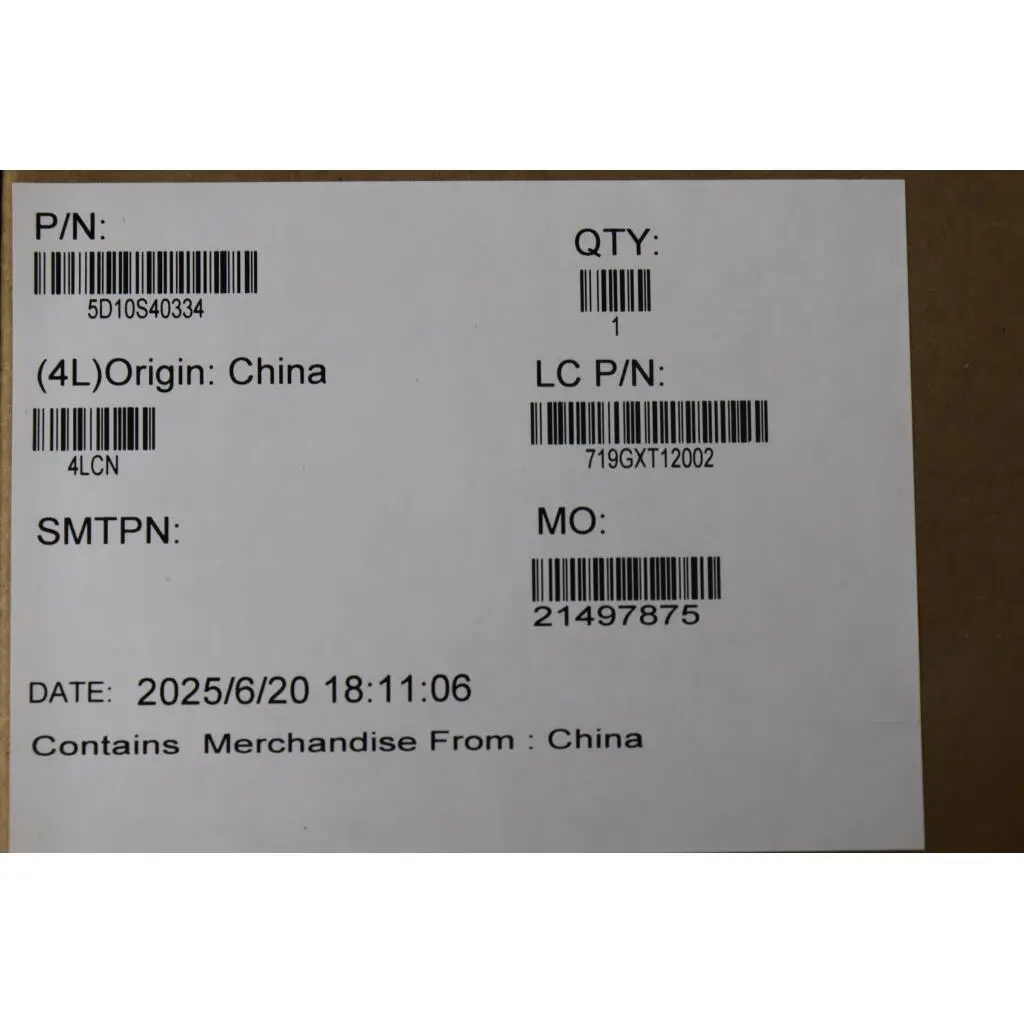 P/N:
5D10S40334
QTY:
1
(4L)Origin: China
4LCN
LC P/N:
719GXT12002
SMTPN:
MO:
21497875
DATE: 2025/6/20 18:11:06
Contains Merchandise From : China